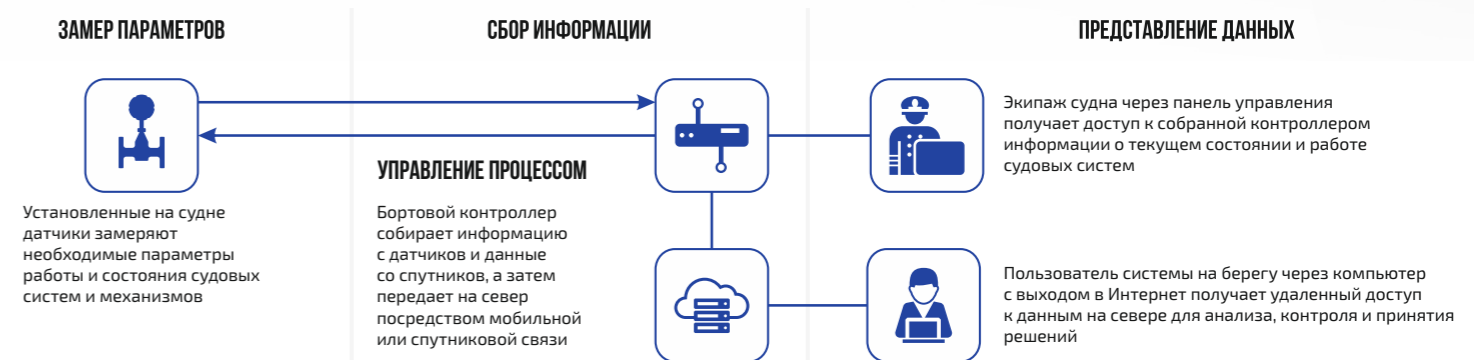 ЗАМЕР ПАРАМЕТРОВ
СБОР ИНФОРМАЦИИ
ПРЕДСТАВЛЕНИЕ ДАННЫХ
Экипаж судна через панель управления
получает доступ к собранной контроллером
информации о текущем состоянии и работе
судовых систем
УПРАВЛЕНИЕ ПРОЦЕССОМ
Установленные на судне
датчики замеряют
необходимые параметры
работы и состояния судовых
систем и механизмов
Бортовой контроллер
собирает информацию
с датчиков и данные
со спутников, а затем
передает на север
посредством мобильной
или спутниковой связи
Пользователь системы на берегу через компьютер
с выходом в Интернет получает удаленный доступ
к данным на севере для анализа, контроля и принятия
решений